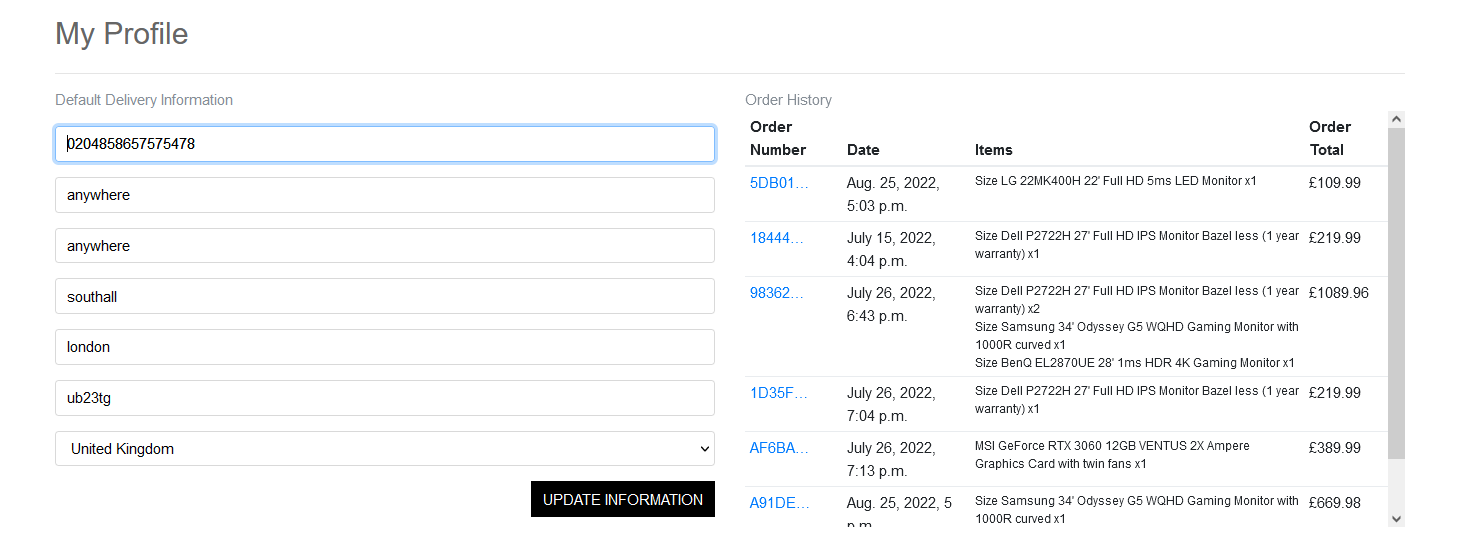 My Profile
Default Delivery Information
0204858657575478
anywhere
anywhere
southall
london
ub23tg
United Kingdom
UPDATE INFORMATION
Order History
Order Number Date Items Order Total
5DB01... Aug. 25, 2022, 5:03 p.m. Size LG 22MK400H 22' Full HD 5ms LED Monitor x1 £109.99
18444... July 15, 2022, 4:04 p.m. Size Dell P2722H 27' Full HD IPS Monitor Bazel less (1 year warranty) x1 £219.99
98362... July 26, 2022, 6:43 p.m. Size Dell P2722H 27' Full HD IPS Monitor Bazel less (1 year warranty) x2
Size Samsung 34' Odyssey G5 WQHD Gaming Monitor with 1000R curved x1
Size BenQ EL2870UE 28' 1ms HDR 4K Gaming Monitor x1 £1089.96
1D35F... July 26, 2022, 7:04 p.m. Size Dell P2722H 27' Full HD IPS Monitor Bazel less (1 year warranty) x1 £219.99
AF6BA... July 26, 2022, 7:13 p.m. MSI GeForce RTX 3060 12GB VENTUS 2X Ampere Graphics Card with twin fans x1 £389.99
A91DE... Aug. 25, 2022, 5 p.m. Size Samsung 34' Odyssey G5 WQHD Gaming Monitor with 1000R curved x1 £669.98